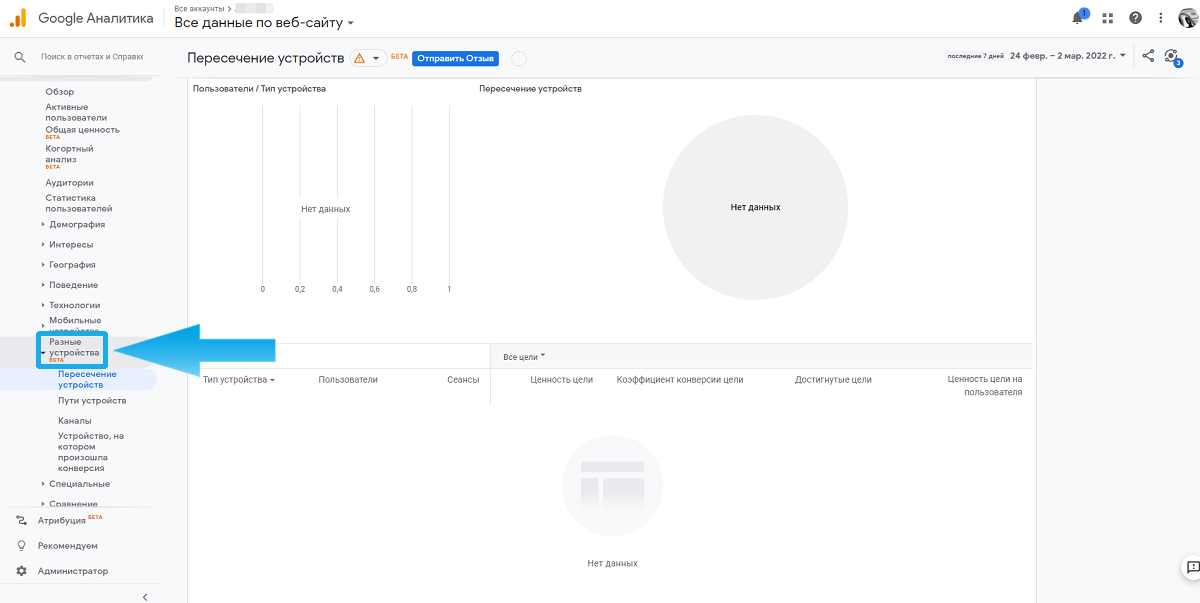 Google Аналитика
Все аккаунты >
Все данные по веб-сайту
1
Поиск в отчетах и Справке
Пересечение устройств
BETA
Отправить Отзыв
последние 7 дней
24 февр. – 2 мар. 2022 г.
3
Обзор
Активные
пользователи
Общая ценность
BETA
Когортный
анализ
BETA
Аудитории
Статистика
пользователей
Демография
Интересы
География
Поведение
Технологии
Мобильные
устройства
Разные
устройства
BETA
Пересечение
устройств
Пути устройств
Каналы
Устройство, на
котором
произошла
конверсия
Специальные
Сравнение
Атрибуция BETA
Рекомендуем
Администратор
Пользователи / Тип устройства
Нет данных
0 0,2 0,4 0,6 0,8 1
Пересечение устройств
Нет данных
Все цели
Тип устройства Пользователи Сеансы Ценность цели Коэффициент конверсии цели Достигнутые цели Ценность цели на
пользователя
Нет данных